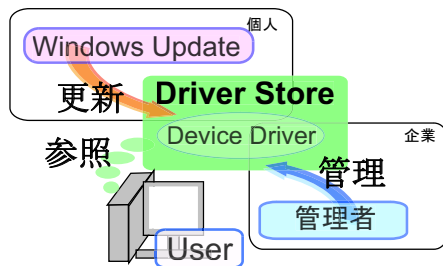 個人
Windows Update
更新
Driver Store
Device Driver
参照
企業
管理
管理者
User